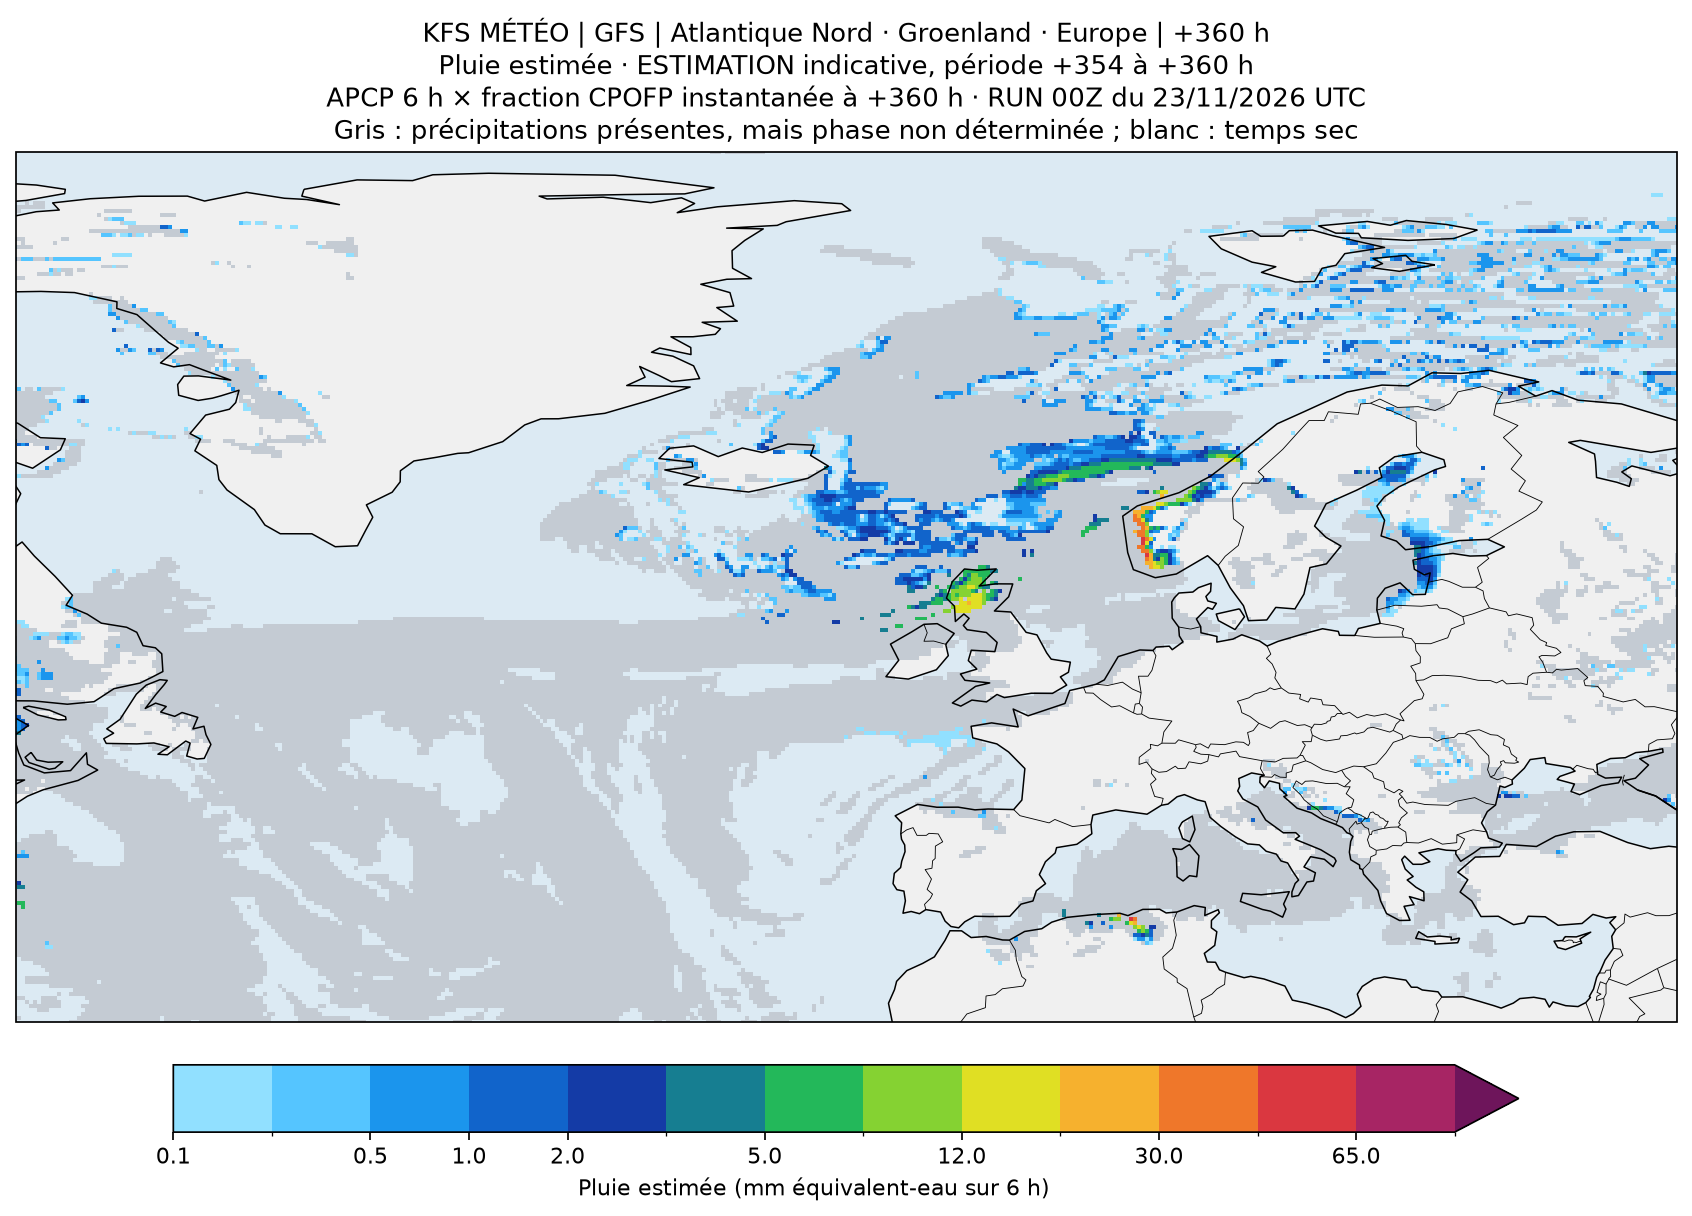 KFS MÉTÉO | GFS | Atlantique Nord · Groenland · Europe | +360 h
Pluie estimée · ESTIMATION indicative, période +354 à +360 h
APCP 6 h × fraction CPOFP instantanée à +360 h · RUN 00Z du 23/11/2026 UTC
Gris : précipitations présentes, mais phase non déterminée ; blanc : temps sec
0.1 0.5 1.0 2.0 5.0 12.0 30.0 65.0
Pluie estimée (mm équivalent-eau sur 6 h)